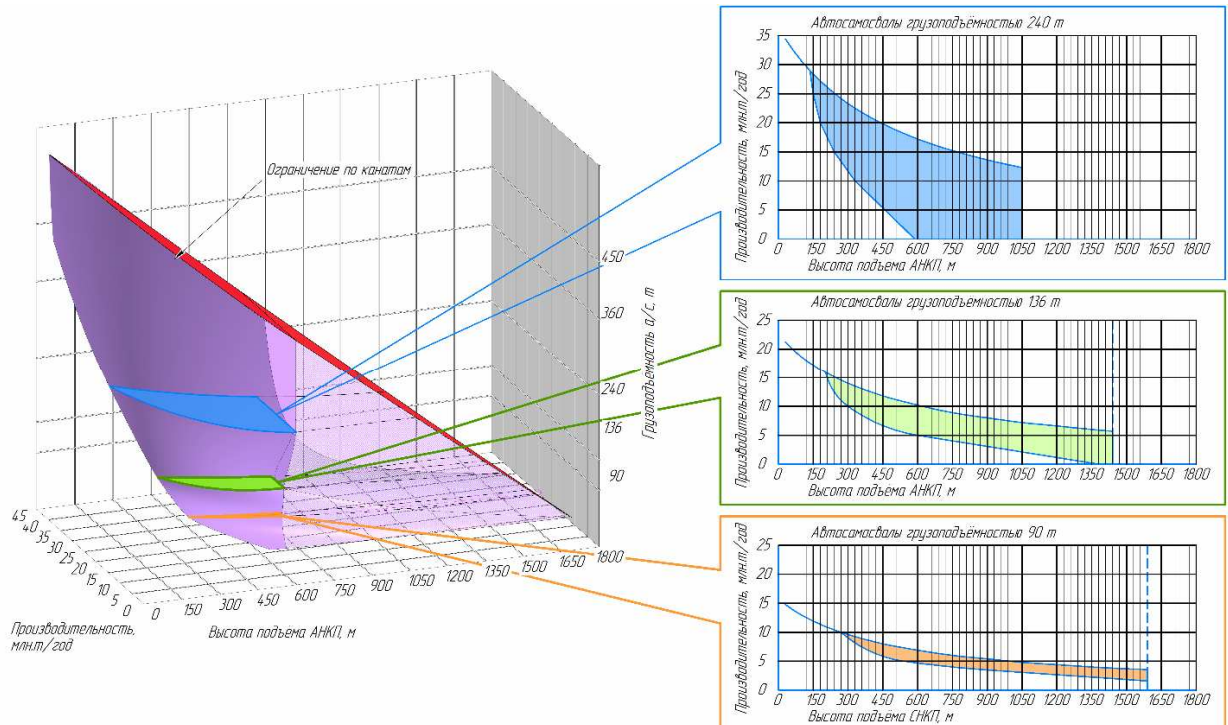 Ограничение по канатам
450
360
240
136
90
Грузоподъемность а/с, т
45
40
35
30
25
20
15
10
5
0
0
150
300
450
600
750
900
1050
1200
1350
1500
1650
1800
Производительность,
млн.т/год
Высота подъёма АНКП, м
Автосамосвалы грузоподъёмностью 240 т
Производительность, млн.т/год
35
30
25
20
15
10
5
0
0 150 300 450 600 750 900 1050 1200 1350 1500 1650 1800
Высота подъема АНКП, м
Автосамосвалы грузоподъемностью 136 т
Производительность, млн.т/год
25
20
15
10
5
0
0 150 300 450 600 750 900 1050 1200 1350 1500 1650 1800
Высота подъема АНКП, м
Автосамосвалы грузоподъёмностью 90 т
Производительность, млн.т/год
25
20
15
10
5
0
0 150 300 450 600 750 900 1050 1200 1350 1500 1650 1800
Высота подъёма СНКП, м